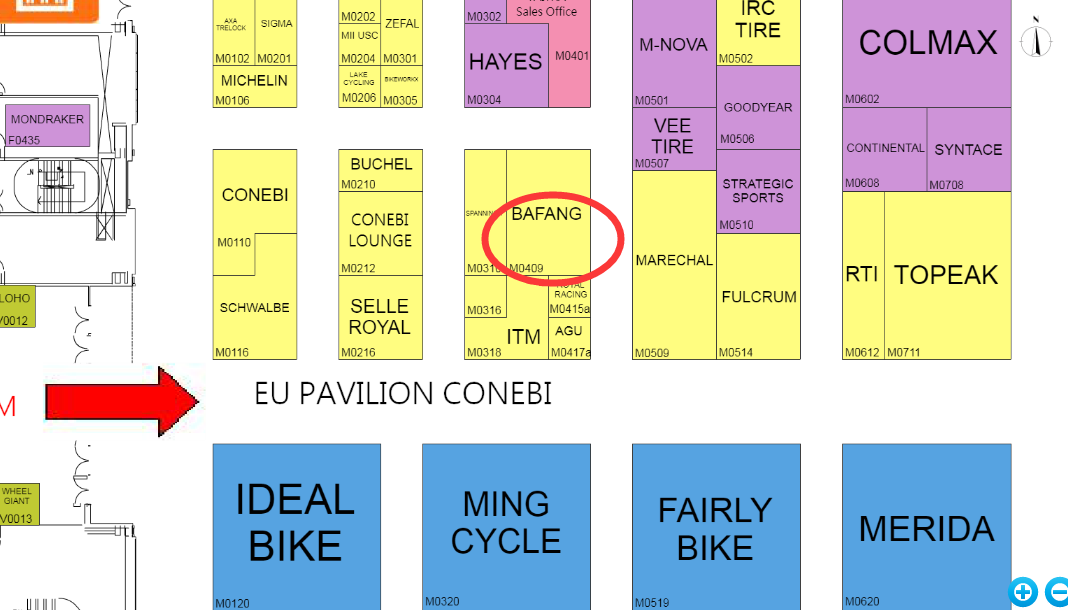 AXA
TRELOCK
M0102
SIGMA
M0201
MICHELIN
M0106
M0202
ZEFAL
MII USC
M0204
M0301
LAKE
CYCLING
M0206
BIKEWORKX
M0305
M0302
Sales Office
HAYES
M0304
M0401
M-NOVA
M0501
IRC
TIRE
M0502
GOODYEAR
M0506
VEE
TIRE
M0507
STRATEGIC
SPORTS
M0510
COLMAX
M0602
CONTINENTAL
M0608
SYNTACE
M0708
N
MONDRAKER
F0435
N
CONEBI
M0110
SCHWALBE
M0116
BUCHEL
M0210
CONEBI
LOUNGE
M0212
SELLE
ROYAL
M0216
BAFANG
M0409
M0316
ITM
M0318
RACING
M0415a
AGU
M0417a
MARECHAL
M0509
FULCRUM
M0514
RTI
M0612
TOPEAK
M0711
LOHO
V0012
M
EU PAVILION CONEBI
WHEEL
GIANT
V0013
IDEAL
BIKE
M0120
MING
CYCLE
M0320
FAIRLY
BIKE
M0519
MERIDA
M0620